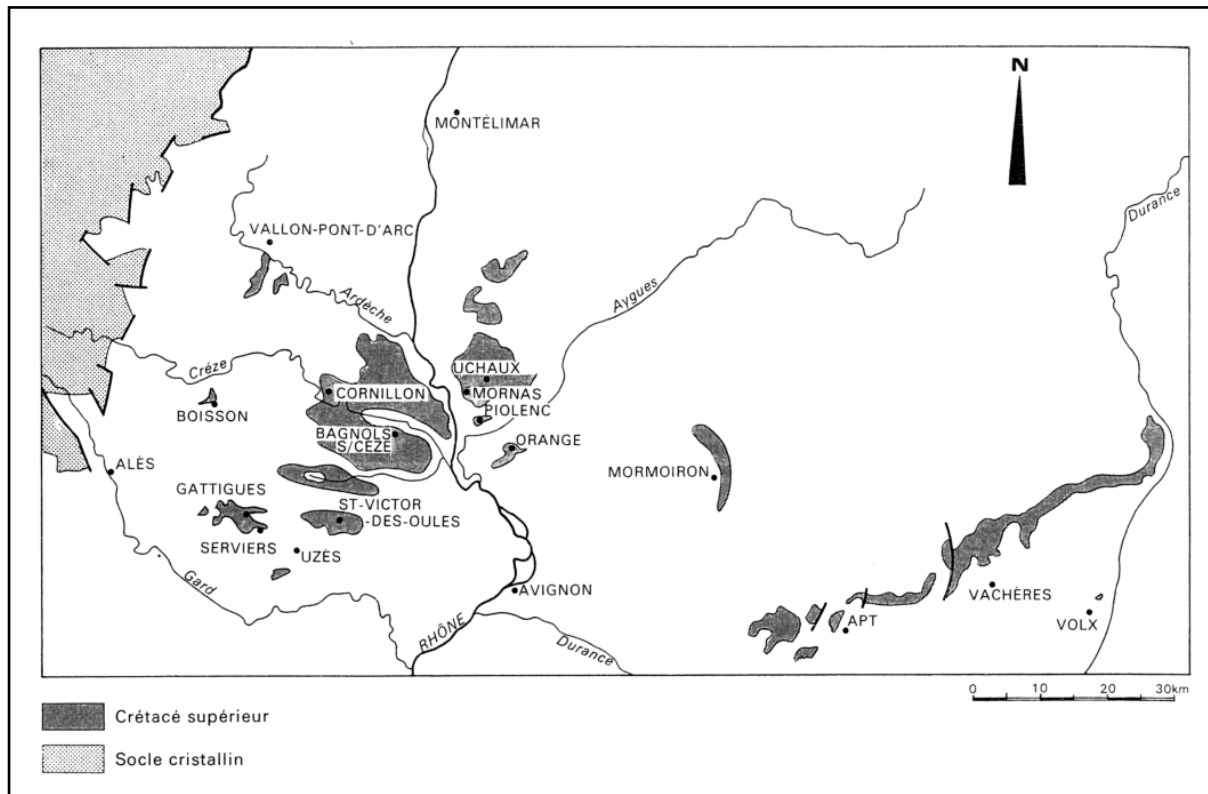 N
MONTÉLIMAR
Durance
VALLON-PONT-D'ARC
Ardèche
Aygues
Créze
UCHAUX
CORNILLON
MORNAS
PIOLENC
BOISSON
BAGNOLS
S/CÉZE
ORANGE
ALÈS
MORMOIRON
GATTIGUES
ST-VICTOR
-DES-OULES
SERVIERS
UZÈS
Gard
AVIGNON
VACHÈRES
RHÔNE
APT
VOLX
Durance
0 10 20 30km
Crétacé supérieur
Socle cristallin